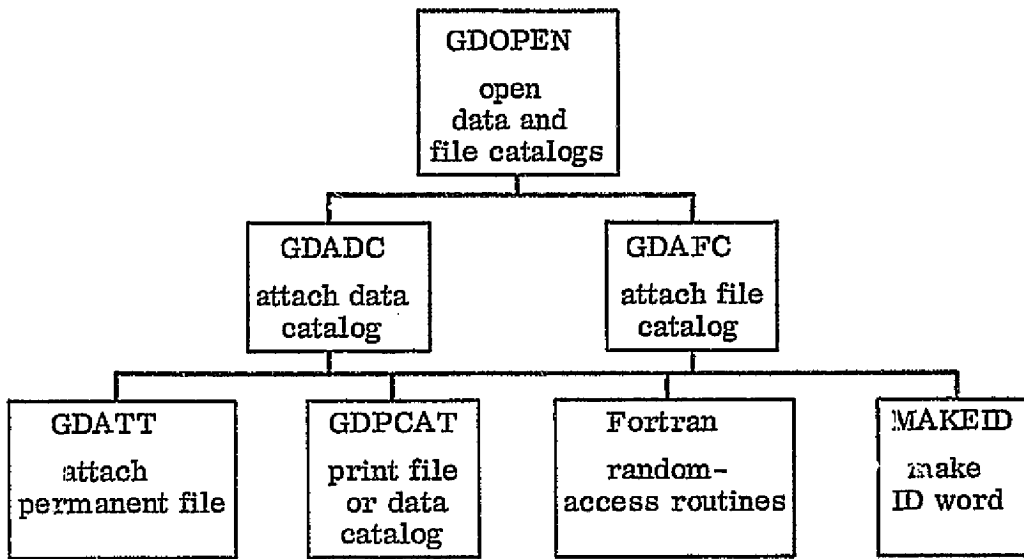 GDOPEN
open
data and
file catalogs
GDADC
attach data
catalog
GDAFC
attach file
catalog
GDATT
attach
permanent file
GDPCAT
print file
or data
catalog
Fortran
random-
access routines
MAKEID
make
ID word